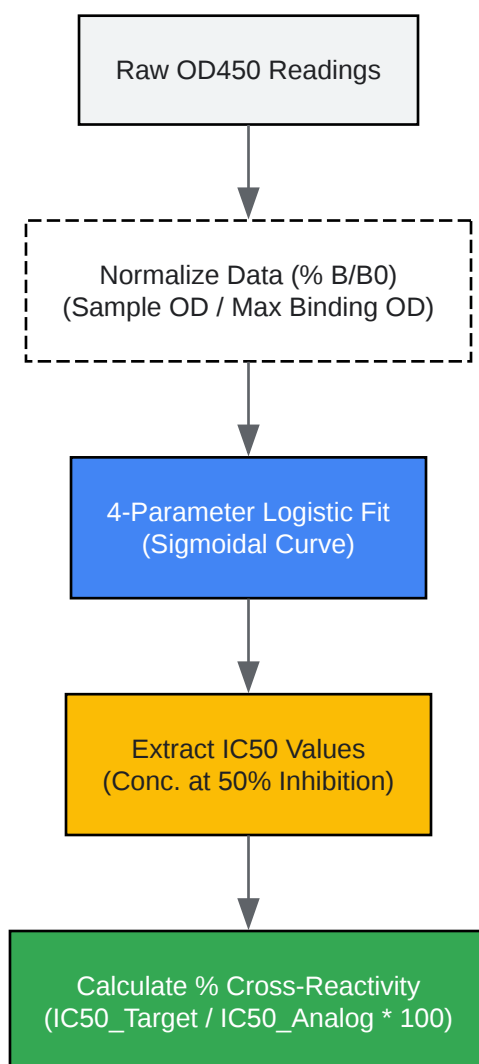 Raw OD450 Readings
Normalize Data (% B/B0)
(Sample OD / Max Binding OD)
4-Parameter Logistic Fit
(Sigmoidal Curve)
Extract IC50 Values
(Conc. at 50% Inhibition)
Calculate % Cross-Reactivity
(IC50_Target / IC50_Analog * 100)